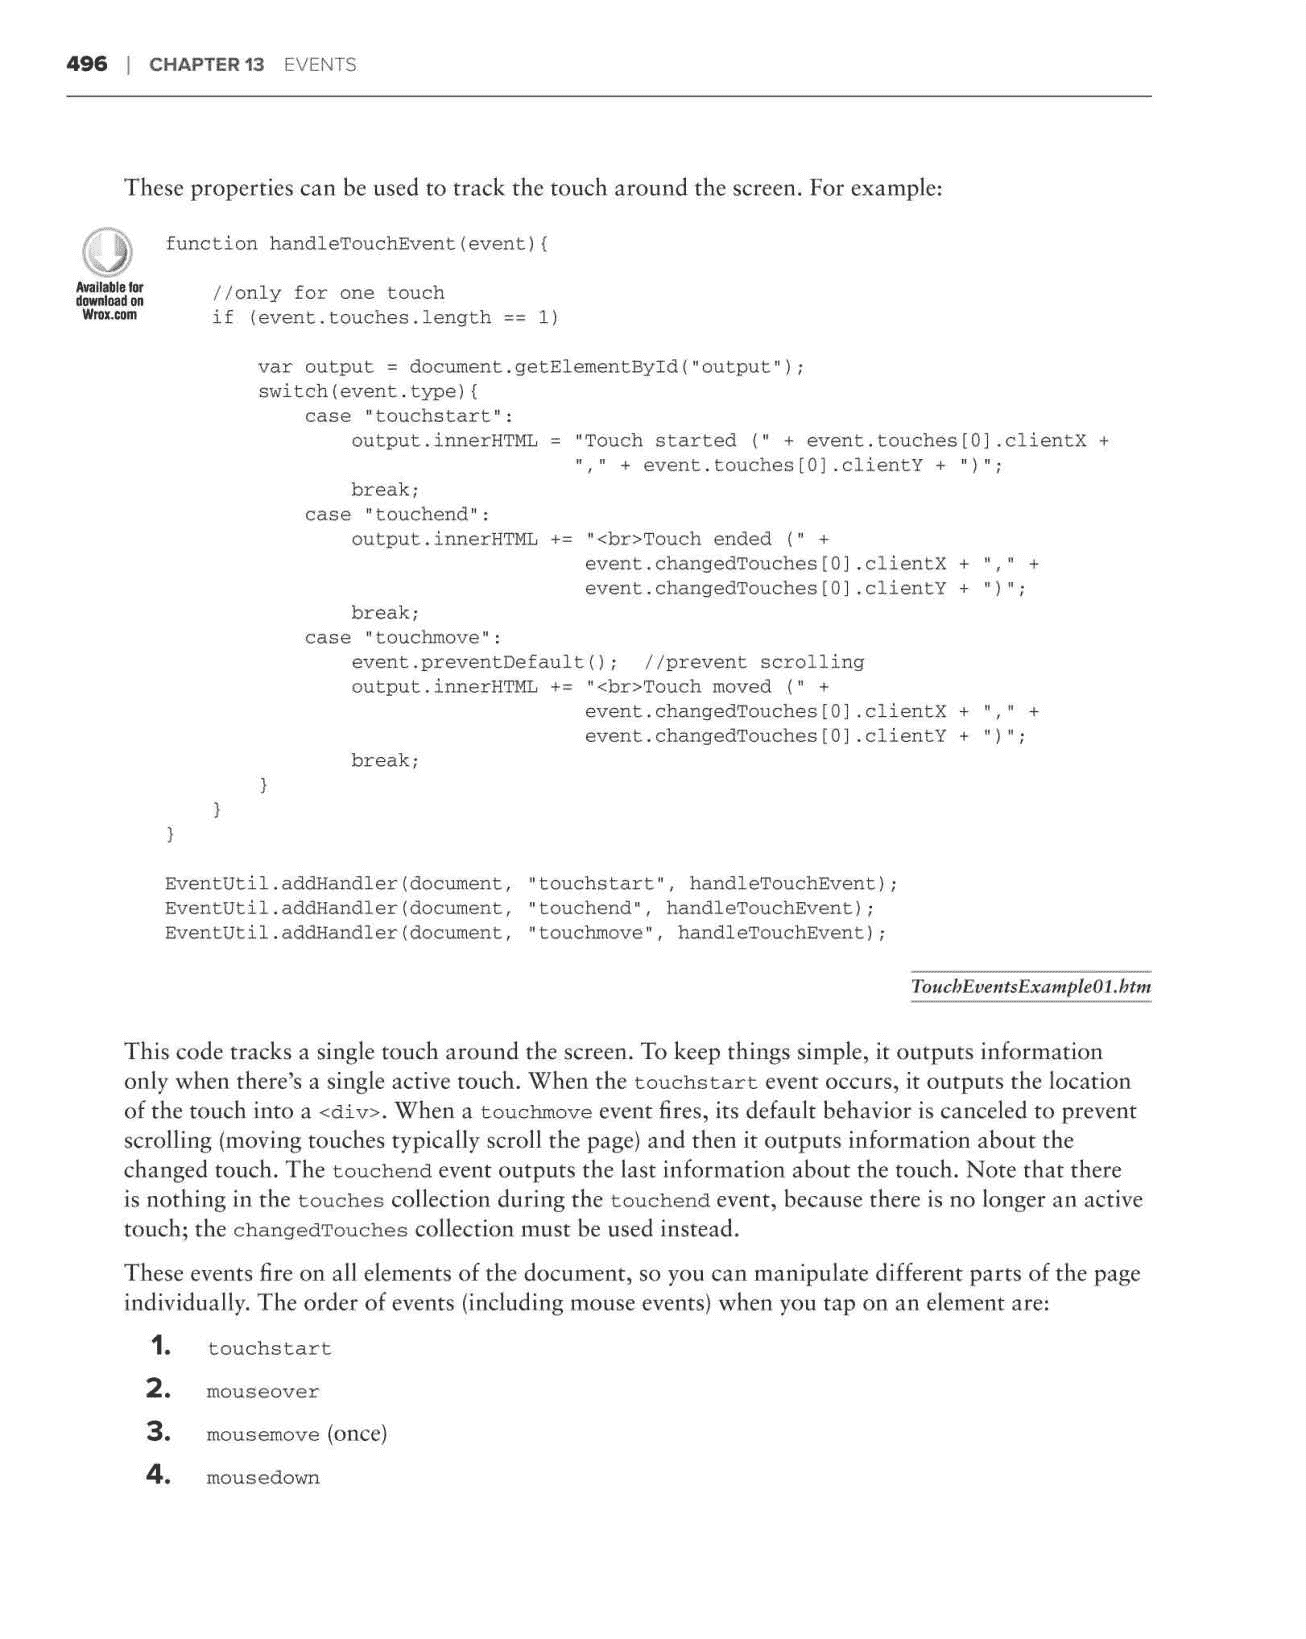 496 | CHAPTER 13 EVENTS
These properties can be used to track the touch around the screen. For example:
function handleTouchEvent(event){
Available for
download on
Wrox.com
//only for one touch
if (event.touches.length == 1)
var output = document.getElementById("output");
switch(event.type){
case "touchstart":
output.innerHTML = "Touch started (" + event.touches[0].clientX +
"," + event.touches[0].clientY + ")";
break;
case "touchend":
output.innerHTML += "<br>Touch ended (" +
event.changedTouches[0].clientX + "," +
event.changedTouches[0].clientY + ")";
break;
case "touchmove":
event.preventDefault(); //prevent scrolling
output.innerHTML += "<br>Touch moved (" +
event.changedTouches[0].clientX + "," +
event.changedTouches[0].clientY + ")";
break;
}
}
}
EventUtil.addHandler(document, "touchstart", handleTouchEvent);
EventUtil.addHandler(document, "touchend", handleTouchEvent);
EventUtil.addHandler(document, "touchmove", handleTouchEvent);
TouchEventsExample01.htm
This code tracks a single touch around the screen. To keep things simple, it outputs information
only when there's a single active touch. When the touchstart event occurs, it outputs the location
of the touch into a <div>. When a touchmove event fires, its default behavior is canceled to prevent
scrolling (moving touches typically scroll the page) and then it outputs information about the
changed touch. The touchend event outputs the last information about the touch. Note that there
is nothing in the touches collection during the touchend event, because there is no longer an active
touch; the changedTouches collection must be used instead.
These events fire on all elements of the document, so you can manipulate different parts of the page
individually. The order of events (including mouse events) when you tap on an element are:
1. touchstart
2. mouseover
3. mousemove (once)
4. mousedown